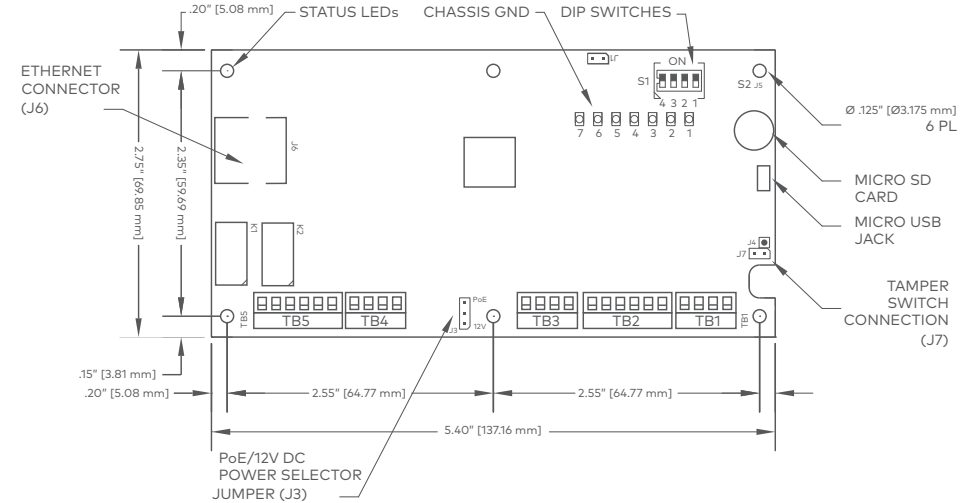 .20" [5.08 mm]
STATUS LEDs
CHASSIS GND
DIP SWITCHES
ETHERNET
CONNECTOR
(J6)
J1
ON
S1
S2 J5
4 3 2 1
7 6 5 4 3 2 1
Ø .125" [Ø3.175 mm]
6 PL
2.75" [69.85 mm]
2.35" [59.69 mm]
J6
MICRO SD
CARD
MICRO USB
JACK
K1
K2
J4
J7
TAMPER
SWITCH
CONNECTION
(J7)
PoE
TB5
TB5
TB4
J3
12V
TB3
TB2
TB1
TB1
.15" [3.81 mm]
.20" [5.08 mm]
2.55" [64.77 mm]
2.55" [64.77 mm]
5.40" [137.16 mm]
PoE/12V DC
POWER SELECTOR
JUMPER (J3)